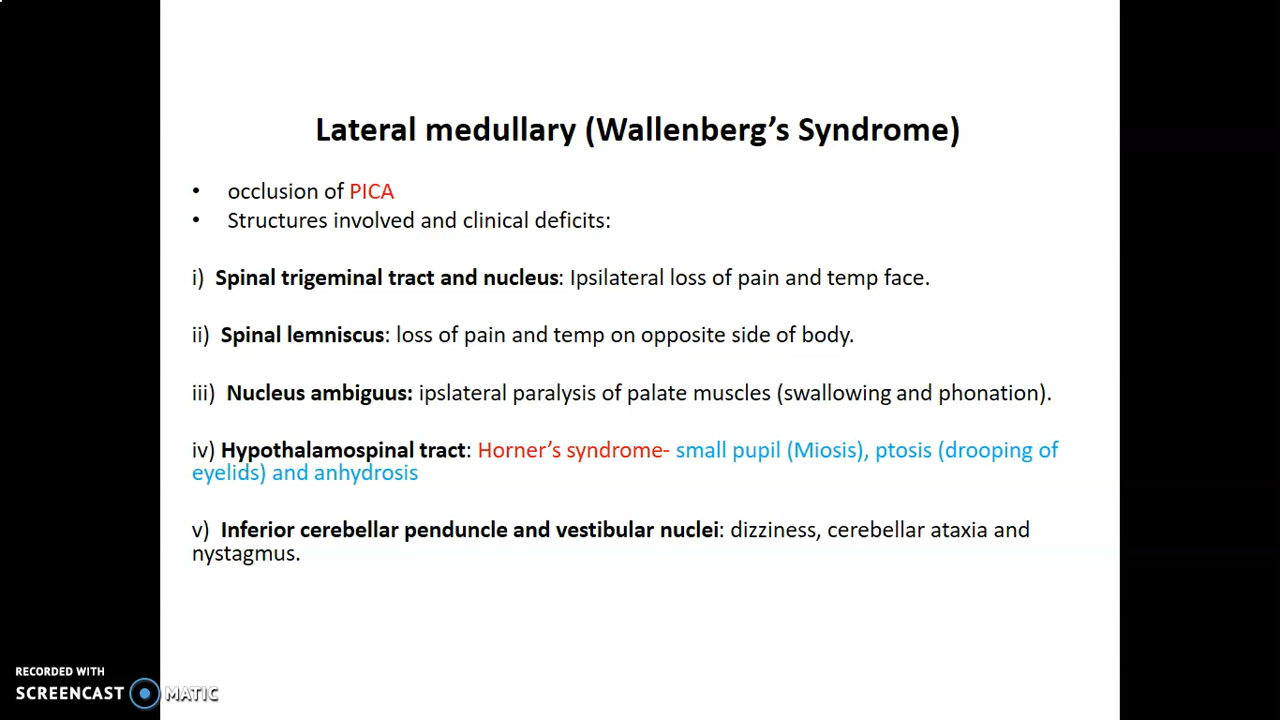 Lateral medullary (Wallenberg’s Syndrome)
• occlusion of PICA
• Structures involved and clinical deficits:
i) Spinal trigeminal tract and nucleus: Ipsilateral loss of pain and temp face.
ii) Spinal lemniscus: loss of pain and temp on opposite side of body.
iii) Nucleus ambiguus: ipslateral paralysis of palate muscles (swallowing and phonation).
iv) Hypothalamospinal tract: Horner’s syndrome- small pupil (Miosis), ptosis (drooping of
eyelids) and anhydrosis
v) Inferior cerebellar penduncle and vestibular nuclei: dizziness, cerebellar ataxia and
nystagmus.
RECORDED WITH
SCREENCAST MATIC